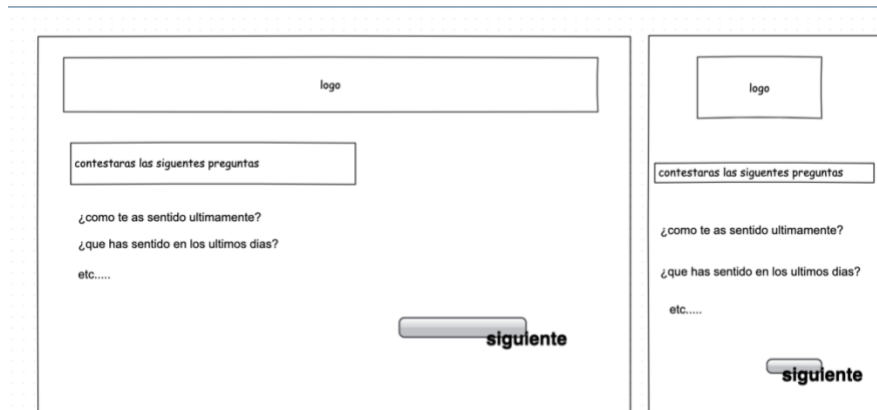 logo
contestaras las siguentes preguntas
¿como te as sentido ultimamente?
¿que has sentido en los ultimos dias?
etc.....
siguiente
logo
contestaras las siguentes preguntas
¿como te as sentido ultimamente?
¿que has sentido en los ultimos dias?
etc.....
siguiente